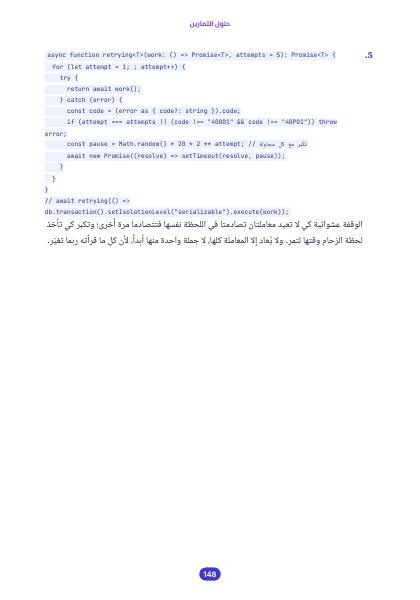 حلول التمارين
5.
async function retrying<T>(work: () => Promise<T>, attempts = 5): Promise<T> {
  for (let attempt = 1; ; attempt++) {
    try {
      return await work();
    } catch (error) {
      const code = (error as { code?: string }).code;
      if (attempt === attempts || (code !== "40001" && code !== "40P01")) throw
error;
      const pause = Math.random() * 20 * 2 ** attempt; // تكبر مع كل محاولة
      await new Promise((resolve) => setTimeout(resolve, pause));
    }
  }
}
// await retrying(() =>
db.transaction().setIsolationLevel("serializable").execute(work));
الوقفة عشوائية كي لا تعيد معاملتان تصادمتا في اللحظة نفسها فتتصادما مرة أخرى؛ وتكبر كي تأخذ
لحظة الزحام وقتها لتمر. ولا يُعاد إلا المعاملة كلها، لا جملة واحدة منها أبداً، لأن كل ما قرأته ربما تغيّر.
148